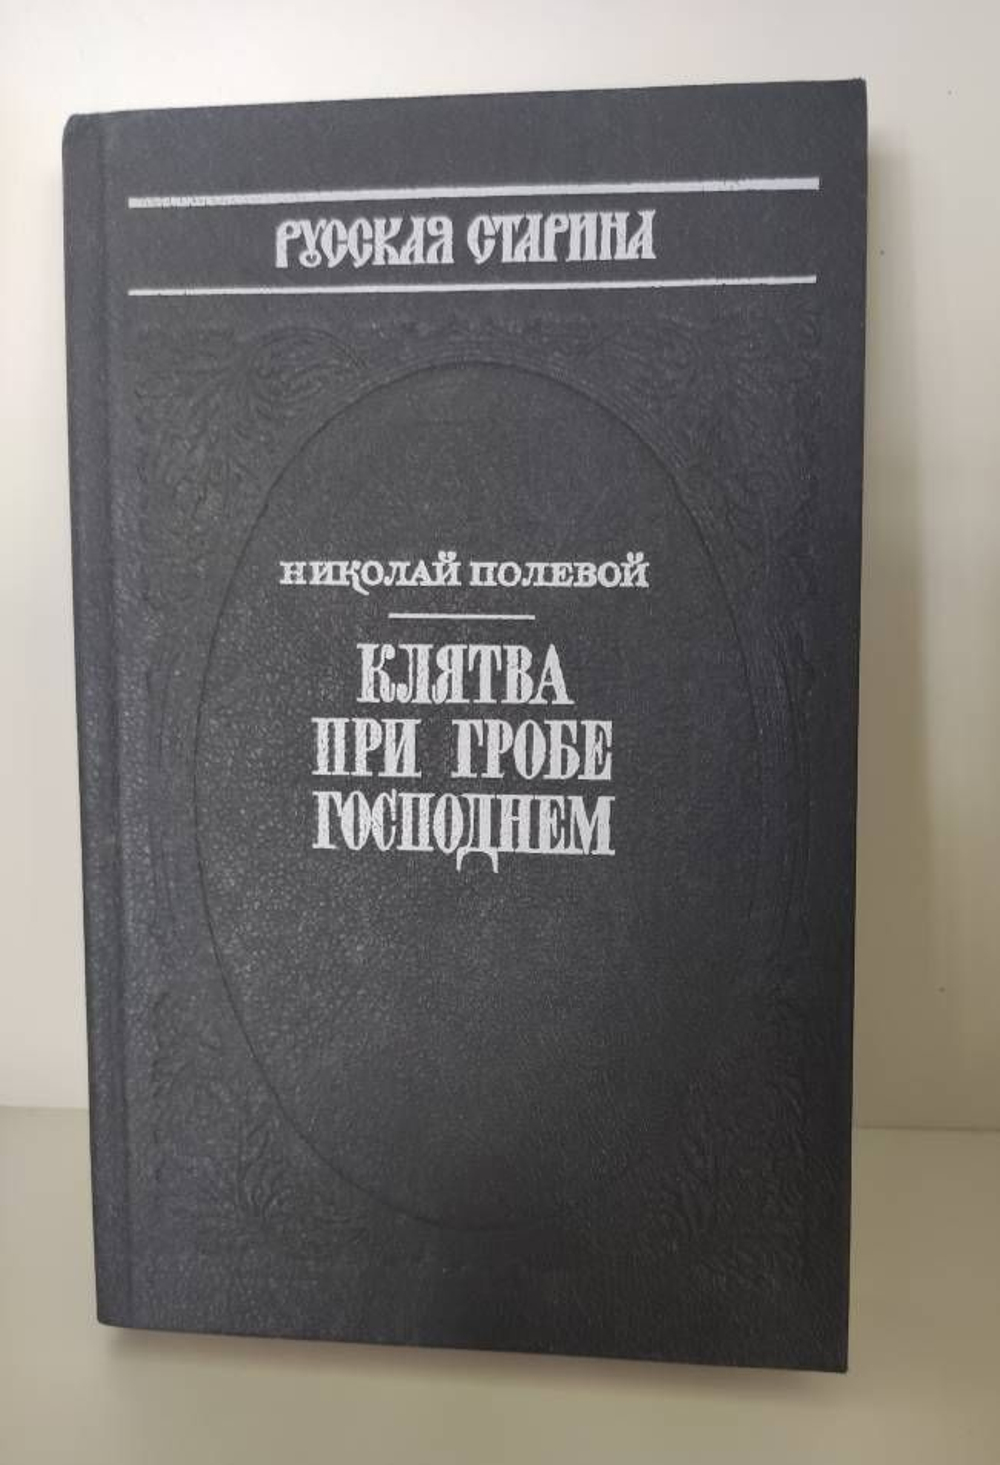 РУССКАЯ СТАРИНА
НИКОЛАЙ ПОЛЕВОЙ
КЛЯТВА
ПРИ ГРОБЕ
ГОСПОДНЕМ